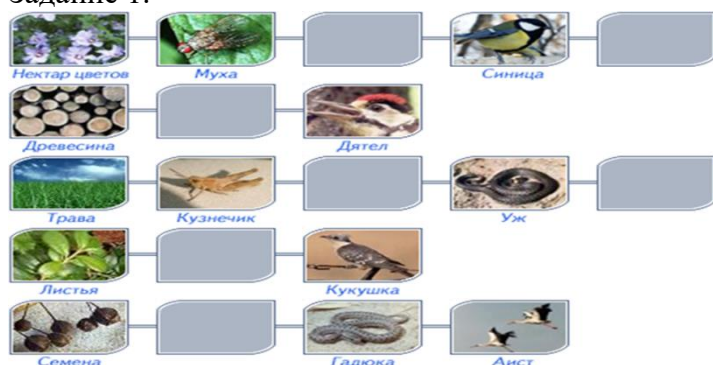 Задание 1.
Нектар цветов Муха Синица
Древесина Дятел
Трава Кузнечик Уж
Листья Кукушка
Семена Гадюка Аист